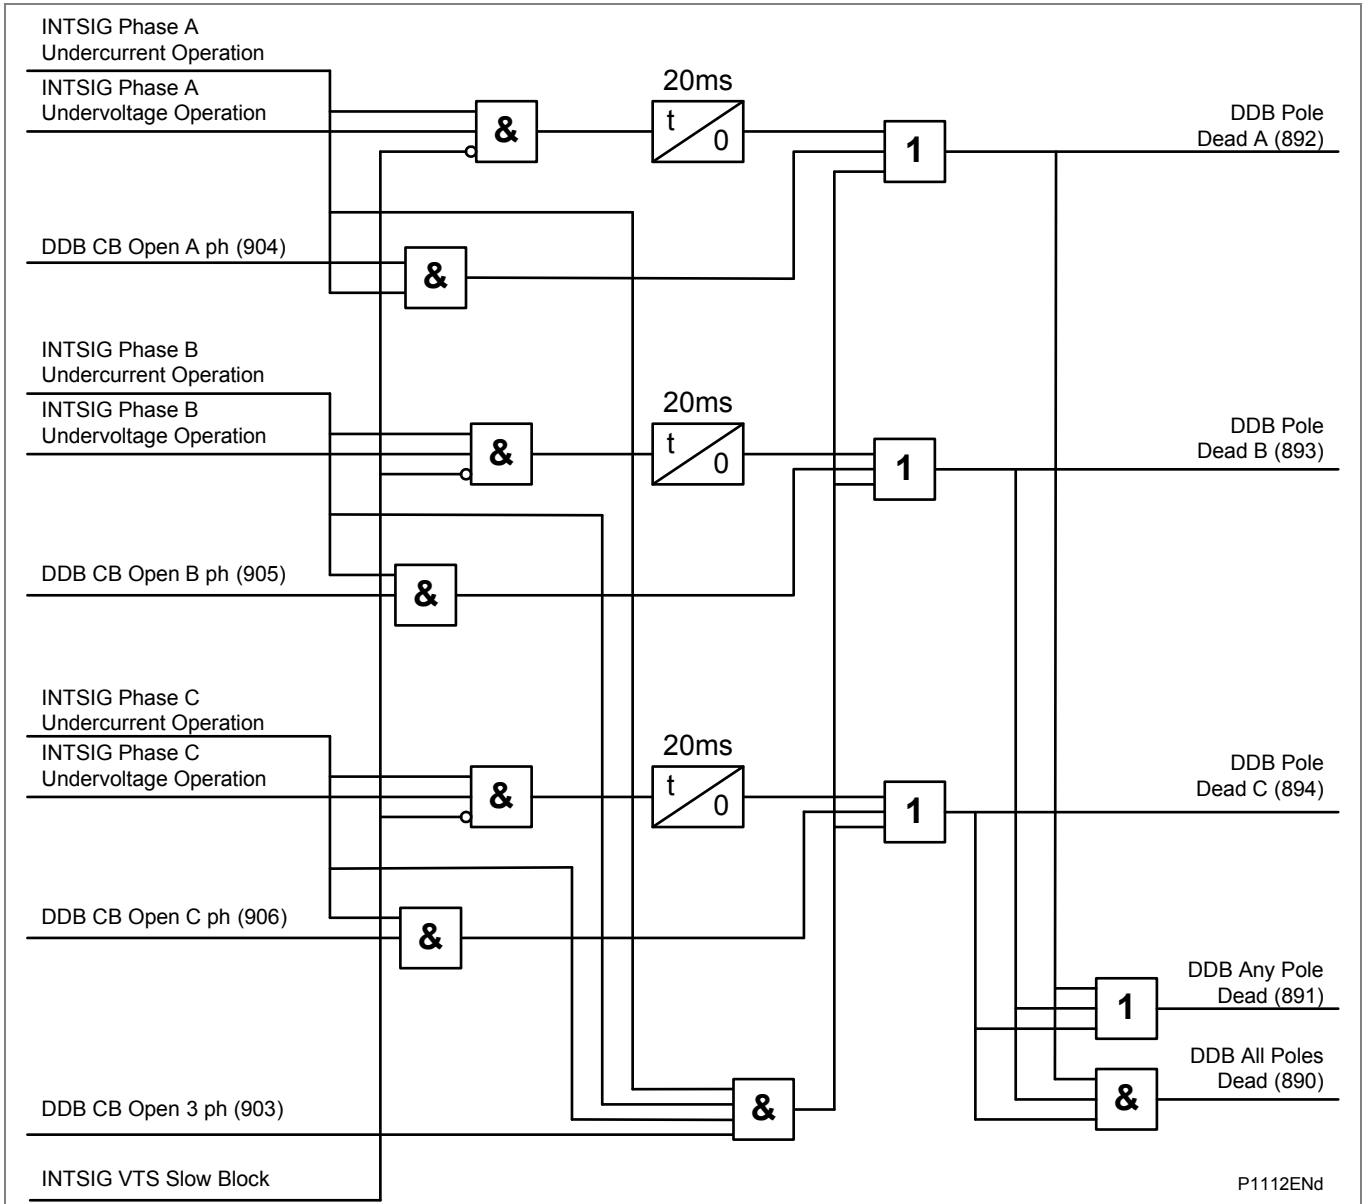 INTSIG Phase A
Undercurrent Operation
INTSIG Phase A
Undervoltage Operation
20ms
&
t
0
1
DDB Pole
Dead A (892)
DDB CB Open A ph (904)
&
INTSIG Phase B
Undercurrent Operation
INTSIG Phase B
Undervoltage Operation
20ms
&
t
0
1
DDB Pole
Dead B (893)
DDB CB Open B ph (905)
&
INTSIG Phase C
Undercurrent Operation
INTSIG Phase C
Undervoltage Operation
20ms
&
t
0
1
DDB Pole
Dead C (894)
DDB CB Open C ph (906)
&
DDB Any Pole
Dead (891)
1
DDB All Poles
Dead (890)
&
DDB CB Open 3 ph (903)
&
INTSIG VTS Slow Block
P1112ENd